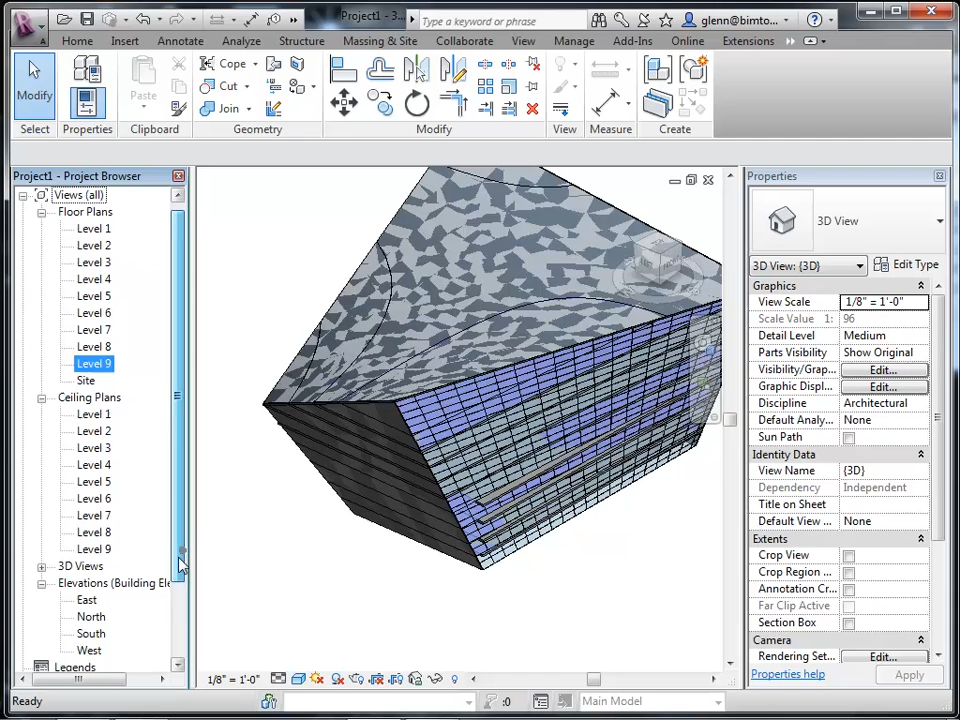 Project1 - 3...
Type a keyword or phrase
glenn@bimto...
Home Insert Annotate Analyze Structure Massing & Site Collaborate View Manage Add-Ins Online Extensions
Modify
Paste
Cope
Cut
Join
Select Properties Clipboard Geometry Modify View Measure Create
Project1 - Project Browser
Views (all)
Floor Plans
Level 1
Level 2
Level 3
Level 4
Level 5
Level 6
Level 7
Level 8
Level 9
Site
Ceiling Plans
Level 1
Level 2
Level 3
Level 4
Level 5
Level 6
Level 7
Level 8
Level 9
3D Views
Elevations (Building Ele
East
North
South
West
Legends
1/8" = 1'-0"
Properties
3D View
3D View: {3D}
Edit Type
Graphics
View Scale 1/8" = 1'-0"
Scale Value 1: 96
Detail Level Medium
Parts Visibility Show Original
Visibility/Grap... Edit...
Graphic Displ... Edit...
Discipline Architectural
Default Analy... None
Sun Path
Identity Data
View Name {3D}
Dependency Independent
Title on Sheet
Default View ... None
Extents
Crop View
Crop Region ...
Annotation Cr...
Far Clip Active
Section Box
Camera
Rendering Set... Edit...
Properties help
Apply
Ready
:0
Main Model